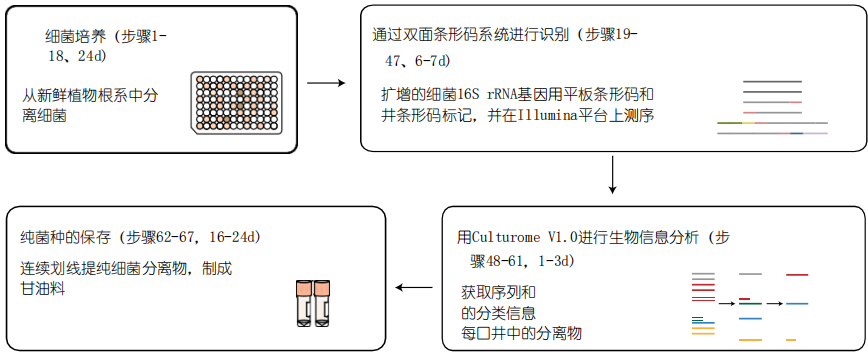 细菌培养（步骤1-
18、24d)
从新鲜植物根系中分
离细菌
通过双面条形码系统进行识别（步骤19-
47、6-7d)
扩增的细菌16S rRNA基因用平板条形码和
井条形码标记，并在Illumina平台上测序
用Culturome V1.0进行生物信息分析（步
骤48-61，1-3d)
获取序列和
的分类信息
每口井中的分离物
纯菌种的保存（步骤62-67，16-24d)
连续划线提纯细菌分离物，制成
甘油料